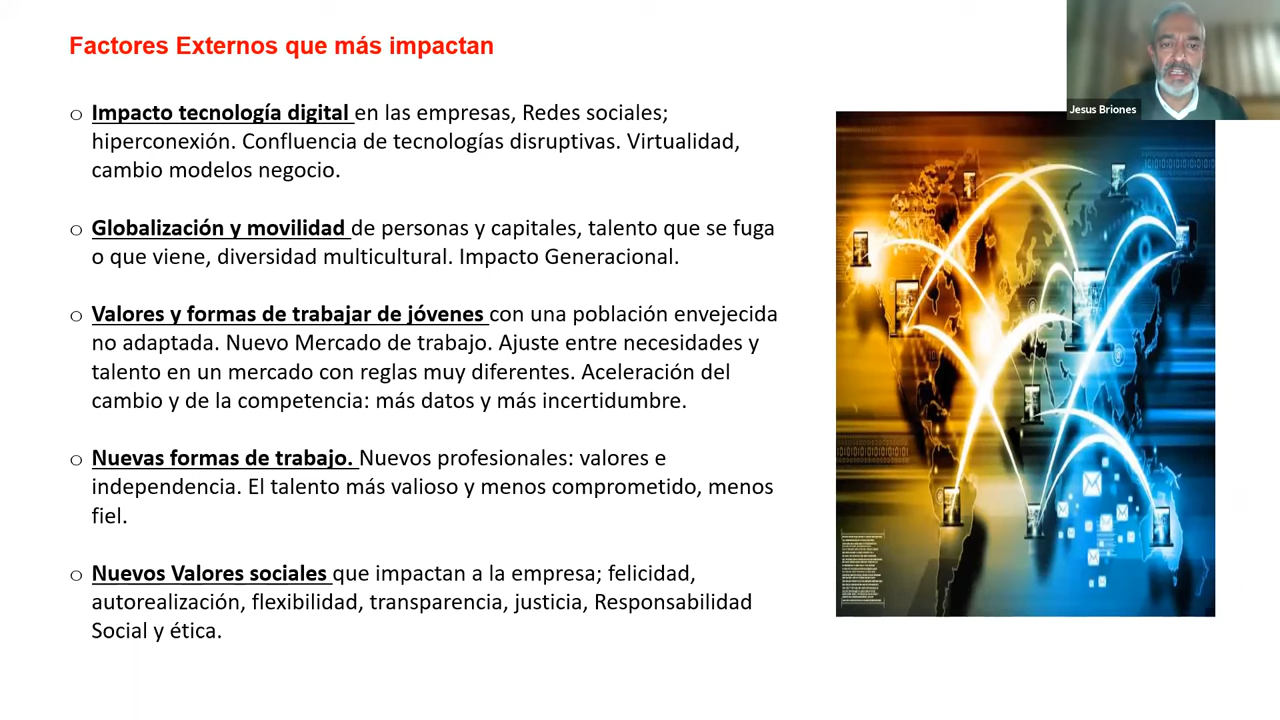 Factores Externos que más impactan
Jesus Briones
o Impacto tecnología digital en las empresas, Redes sociales;
hiperconexión. Confluencia de tecnologías disruptivas. Virtualidad,
cambio modelos negocio.
o Globalización y movilidad de personas y capitales, talento que se fuga
o que viene, diversidad multicultural. Impacto Generacional.
o Valores y formas de trabajar de jóvenes con una población envejecida
no adaptada. Nuevo Mercado de trabajo. Ajuste entre necesidades y
talento en un mercado con reglas muy diferentes. Aceleración del
cambio y de la competencia: más datos y más incertidumbre.
o Nuevas formas de trabajo. Nuevos profesionales: valores e
independencia. El talento más valioso y menos comprometido, menos
fiel.
o Nuevos Valores sociales que impactan a la empresa; felicidad,
autorealización, flexibilidad, transparencia, justicia, Responsabilidad
Social y ética.